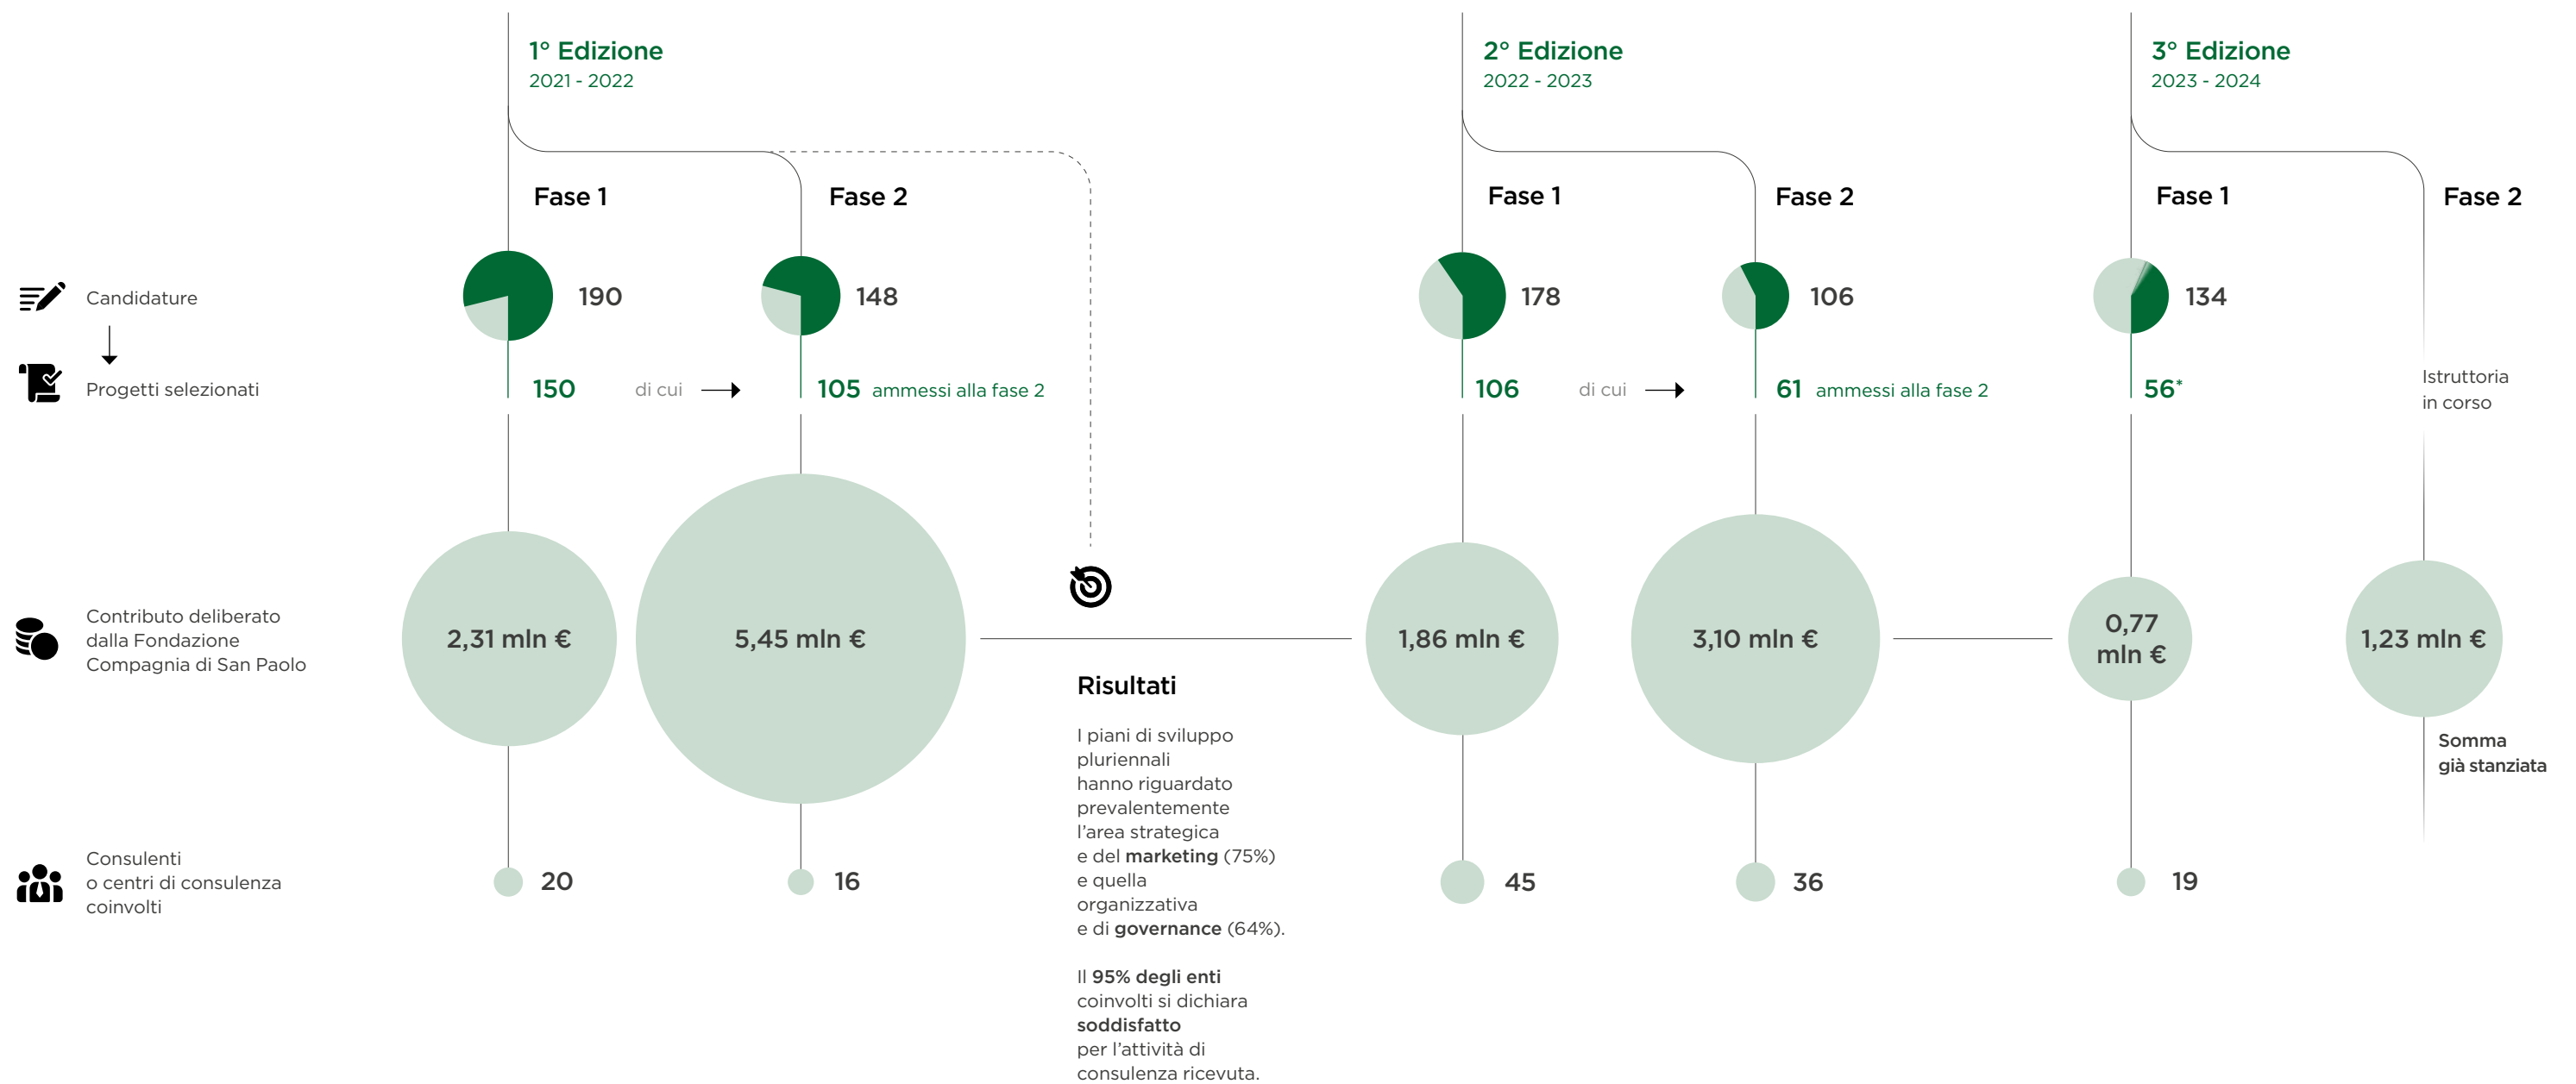 1° Edizione
2021 - 2022
2° Edizione
2022 - 2023
3° Edizione
2023 - 2024
Fase 1
Fase 2
Fase 1
Fase 2
Fase 1
Fase 2
Candidature
190
148
178
106
134
Progetti selezionati
150
di cui
105 ammessi alla fase 2
106
di cui
61 ammessi alla fase 2
56*
Istruttoria
in corso
Contributo deliberato
dalla Fondazione
Compagnia di San Paolo
2,31 mln €
5,45 mln €
1,86 mln €
3,10 mln €
0,77
mln €
1,23 mln €
Somma
già stanziata
Risultati
I piani di sviluppo
pluriennali
hanno riguardato
prevalentemente
l’area strategica
e del marketing (75%)
e quella
organizzativa
e di governance (64%).
Il 95% degli enti
coinvolti si dichiara
soddisfatto
per l’attività di
consulenza ricevuta.
Consulenti
o centri di consulenza
coinvolti
20
16
45
36
19